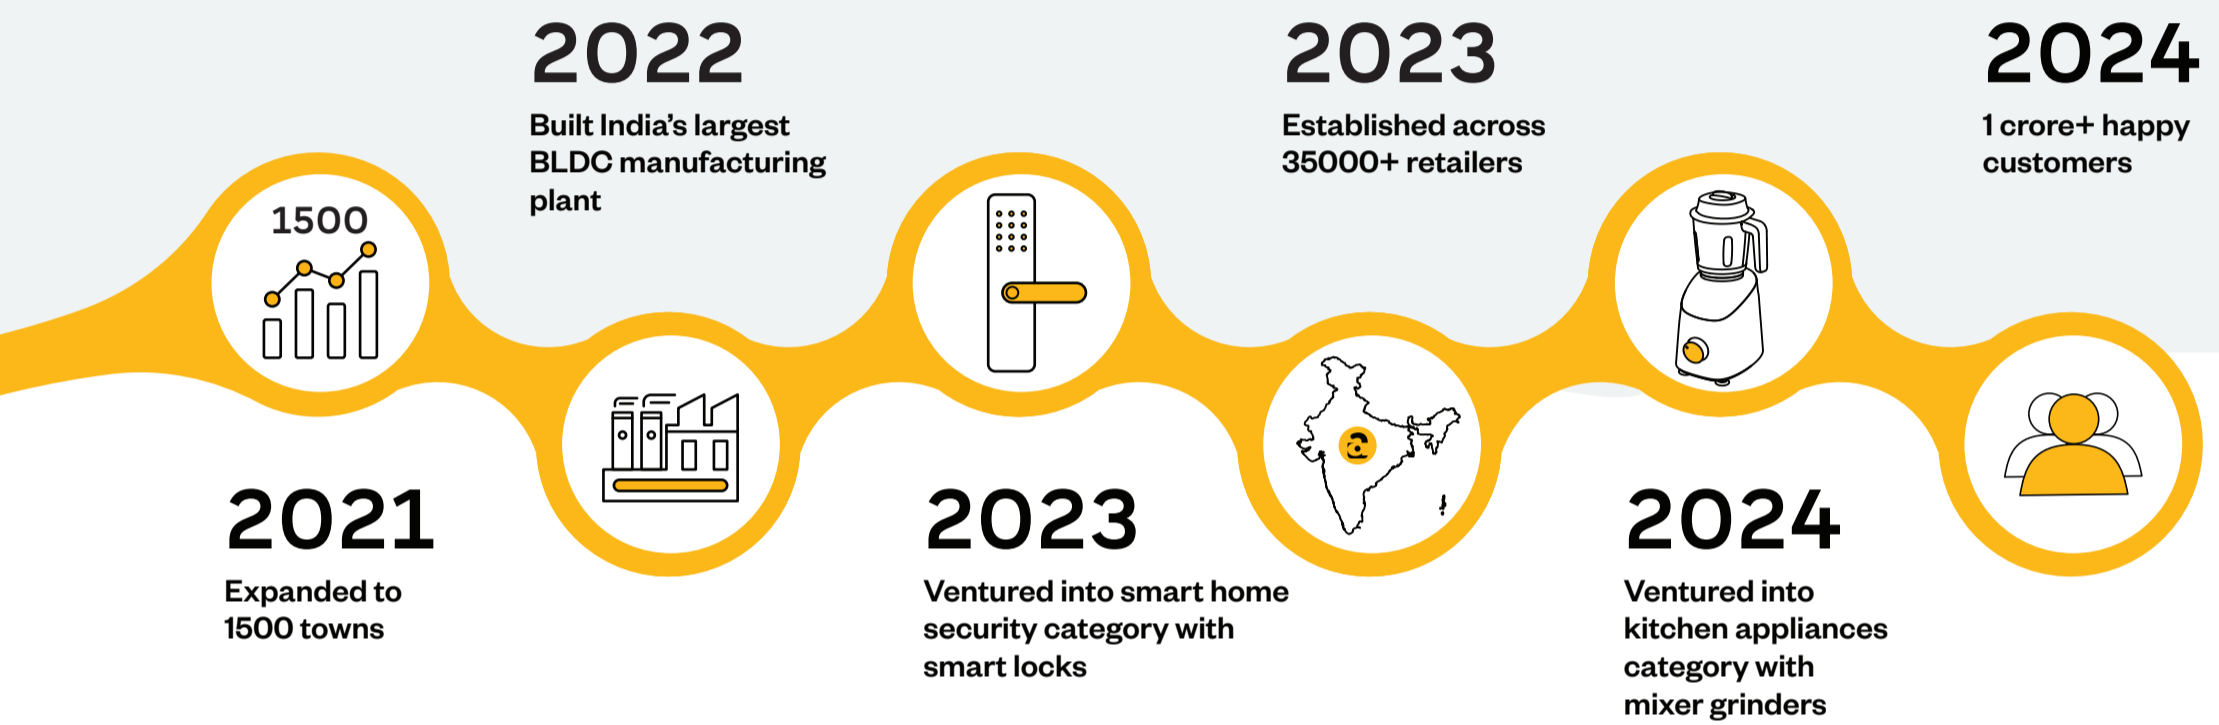 1500
2021
Expanded to
1500 towns
2022
Built India’s largest
BLDC manufacturing
plant
2023
Ventured into smart home
security category with
smart locks
2023
Established across
35000+ retailers
2024
Ventured into
kitchen appliances
category with
mixer grinders
2024
1 crore+ happy
customers